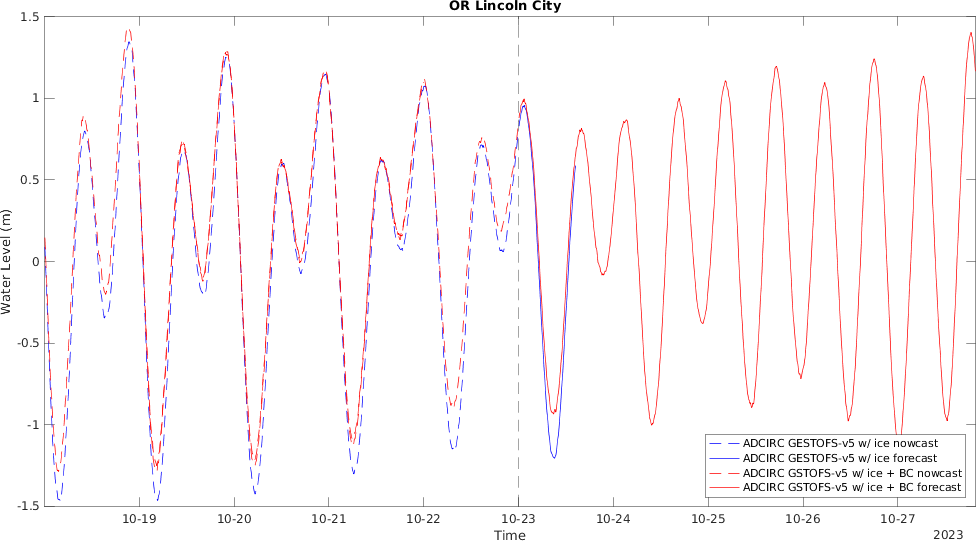 OR Lincoln City
1.5
1
0.5
0
-0.5
-1
-1.5
Water Level (m)
10-19 10-20 10-21 10-22 10-23 10-24 10-25 10-26 10-27
Time
2023
ADCIRC GESTOFS-v5 w/ ice nowcast
ADCIRC GESTOFS-v5 w/ ice forecast
ADCIRC GSTOFS-v5 w/ ice + BC nowcast
ADCIRC GSTOFS-v5 w/ ice + BC forecast